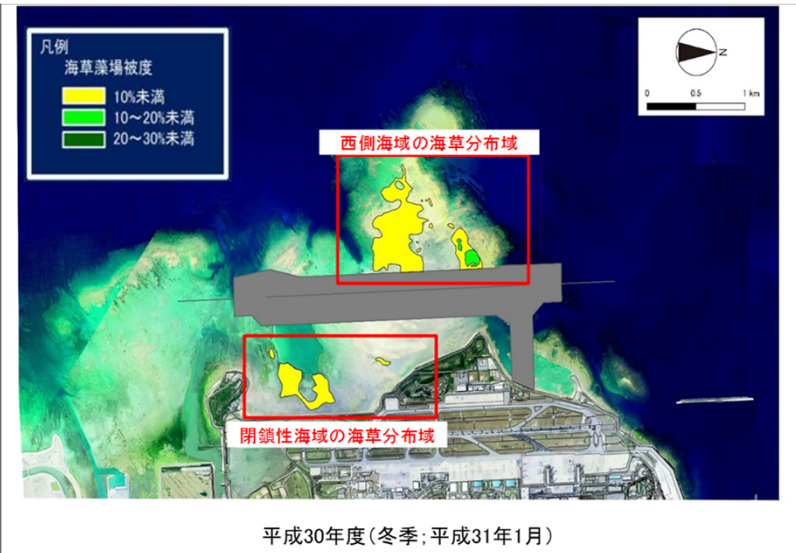 凡例
海草藻場被度
10%未満
10～20%未満
20～30%未満
N
0 0.5 1 km
西側海域の海草分布域
閉鎖性海域の海草分布域
平成30年度(冬季;平成31年1月)